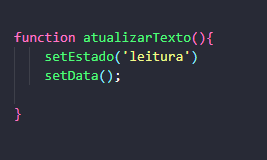 function atualizarTexto(){
setEstado('leitura')
setData();
}